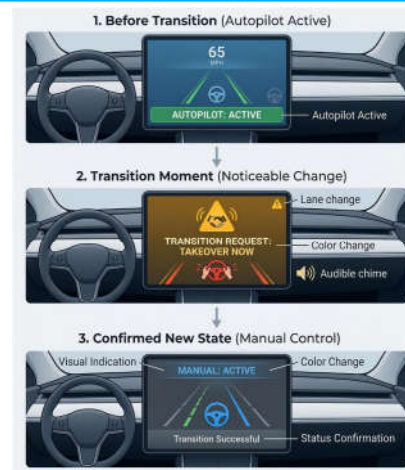 1. Before Transition (Autopilot Active)
65
MPH
AUTOPILOT: ACTIVE
Autopilot Active
2. Transition Moment (Noticeable Change)
Lane change
TRANSITION REQUEST:
TAKEOVER NOW
Color Change
Audible chime
3. Confirmed New State (Manual Control)
Visual Indication
MANUAL: ACTIVE
Color Change
Transition Successful
Status Confirmation